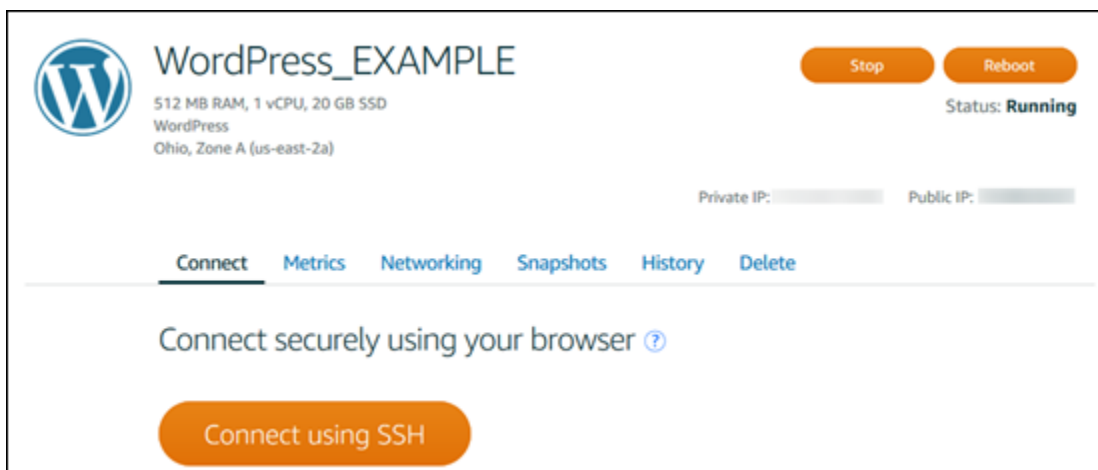 WordPress_EXAMPLE
Stop
Reboot
512 MB RAM, 1 vCPU, 20 GB SSD
Status: Running
WordPress
Ohio, Zone A (us-east-2a)
Private IP:
Public IP:
Connect Metrics Networking Snapshots History Delete
Connect securely using your browser ?
Connect using SSH